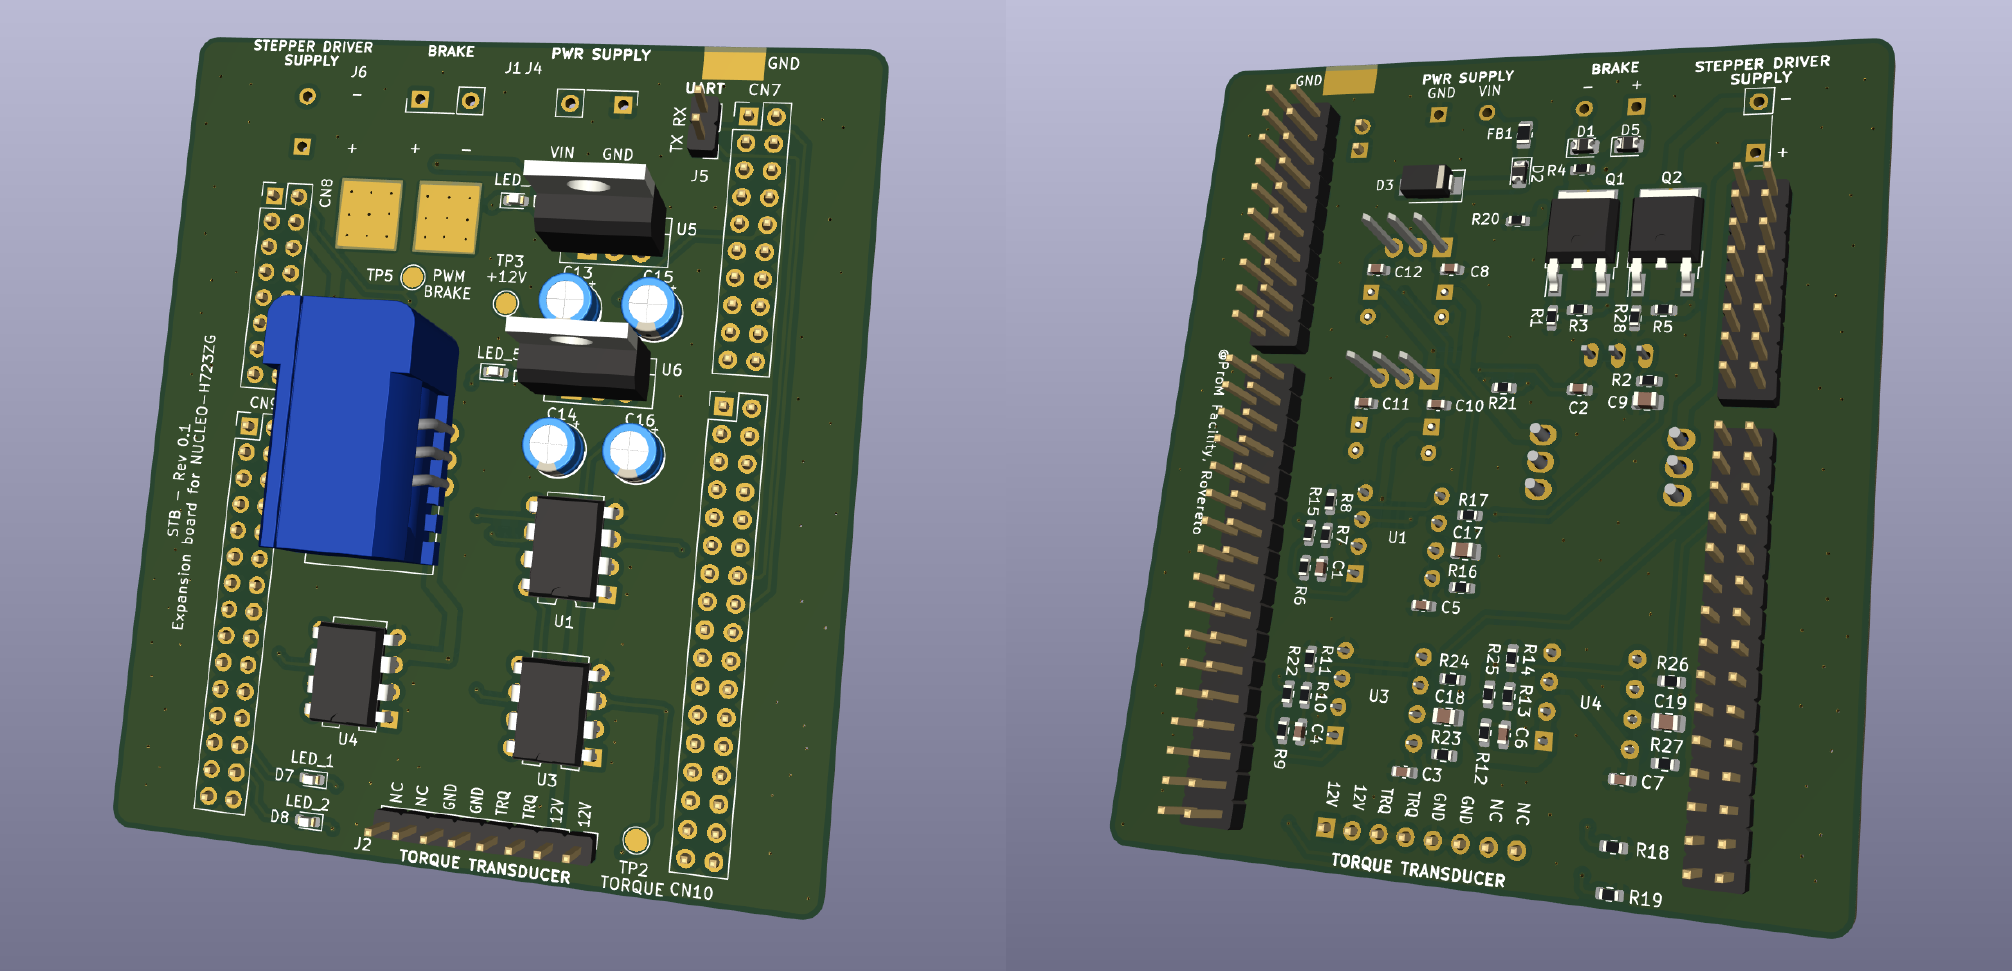 STEPPER DRIVER
SUPPLY
J6
BRAKE
J1 J4
PWR SUPPLY
GND
UART
CN7
TX RX
J5
-
+
+
-
VIN
GND
CN8
LED_
U5
TP5
PWM
BRAKE
TP3
+12V
C13
C15
LED_5
U6
C14
C16
CN9
STB - Rev 0.1
Expansion board for NUCLEO-H723ZG
U1
U4
U3
LED_1
D7
LED_2
D8
J2
NC
NC
GND
GND
TRQ
TRQ
12V
12V
TORQUE TRANSDUCER
TP2
TORQUE
CN10
GND
PWR SUPPLY
GND
VIN
BRAKE
-
+
STEPPER DRIVER
SUPPLY
-
+
FB1
D1
D5
D2
R4
D3
Q1
Q2
R20
C12
C8
R1
R3
R28
R5
@ProM Facility, Rovereto
C11
C10
R21
C2
R2
C9
R15
R8
R7
R6
C1
U1
R17
C17
R16
C5
R22
R11
R10
R9
C4
U3
R24
C18
R23
C3
R25
R14
R13
R12
C6
U4
R26
C19
R27
C7
12V
12V
TRQ
TRQ
GND
GND
NC
NC
TORQUE TRANSDUCER
R18
R19